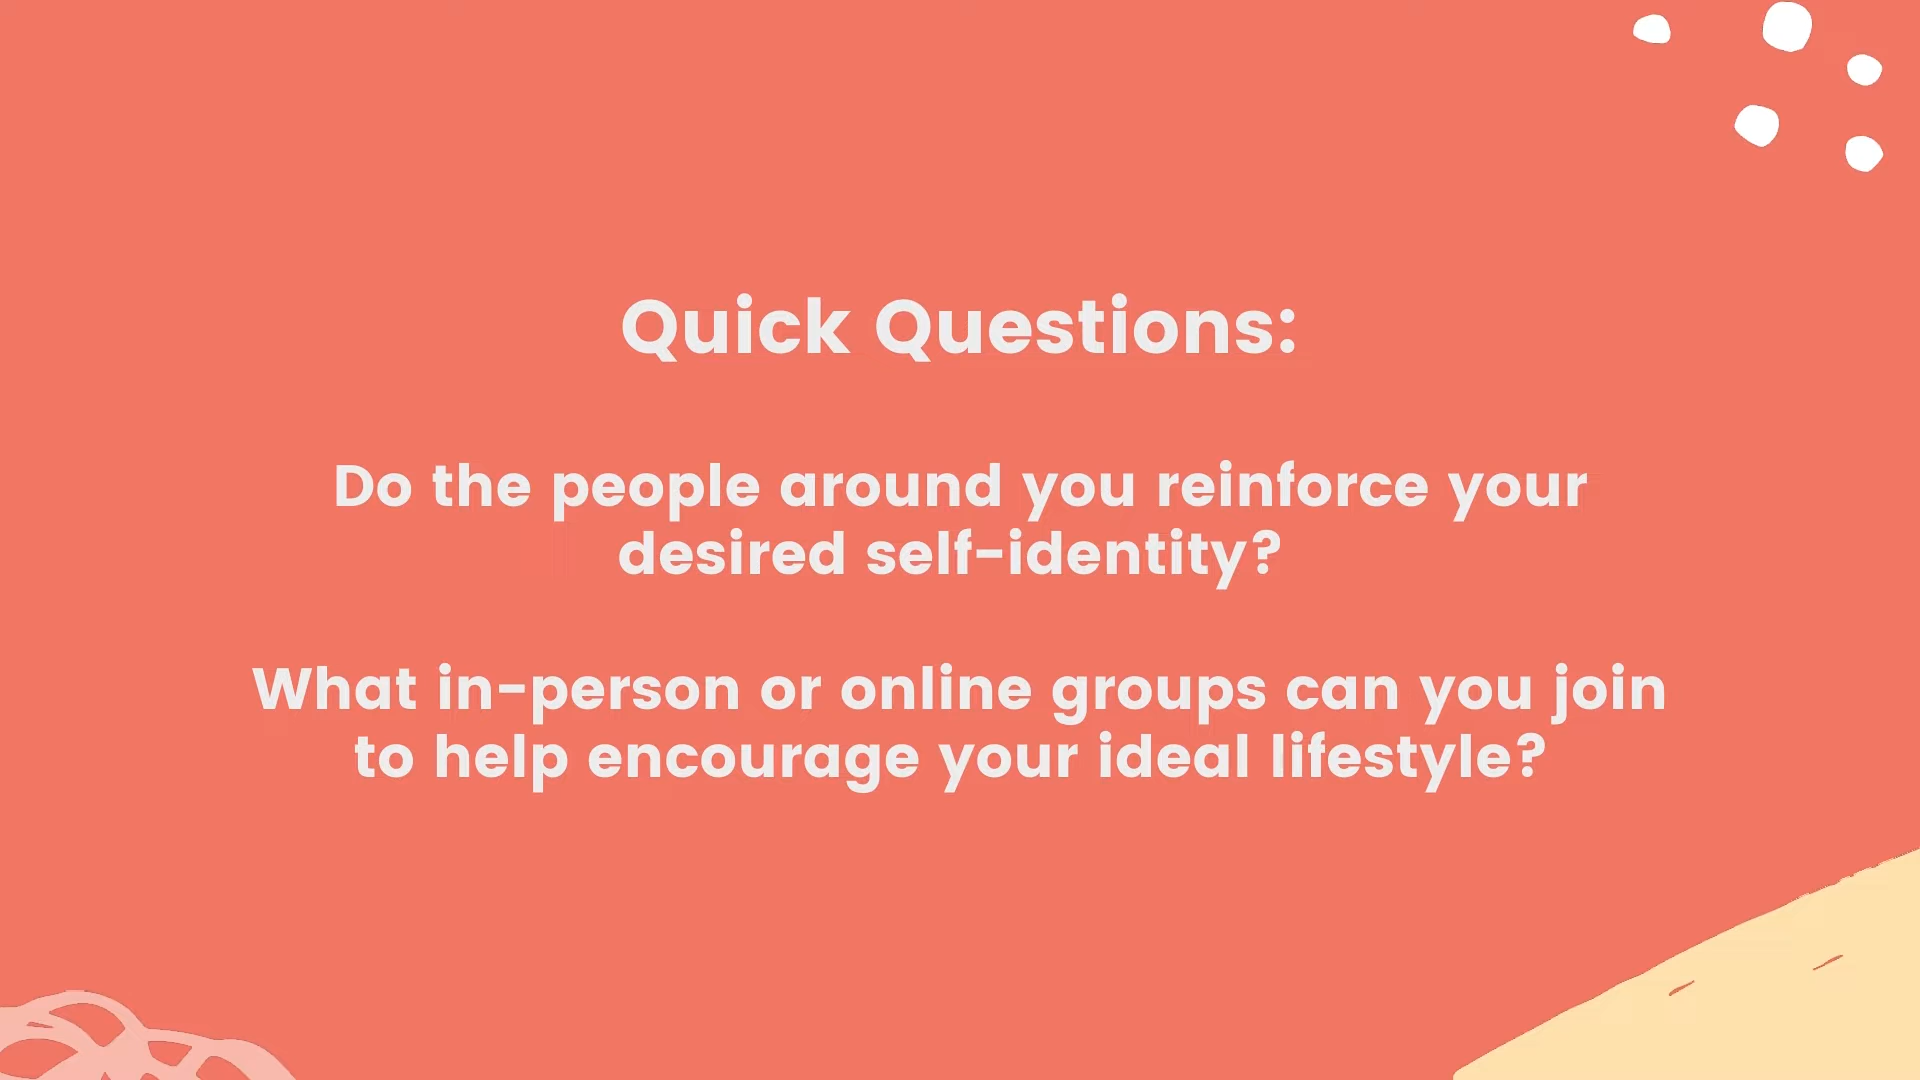 Quick Questions:
Do the people around you reinforce your
desired self-identity?
What in-person or online groups can you join
to help encourage your ideal lifestyle?